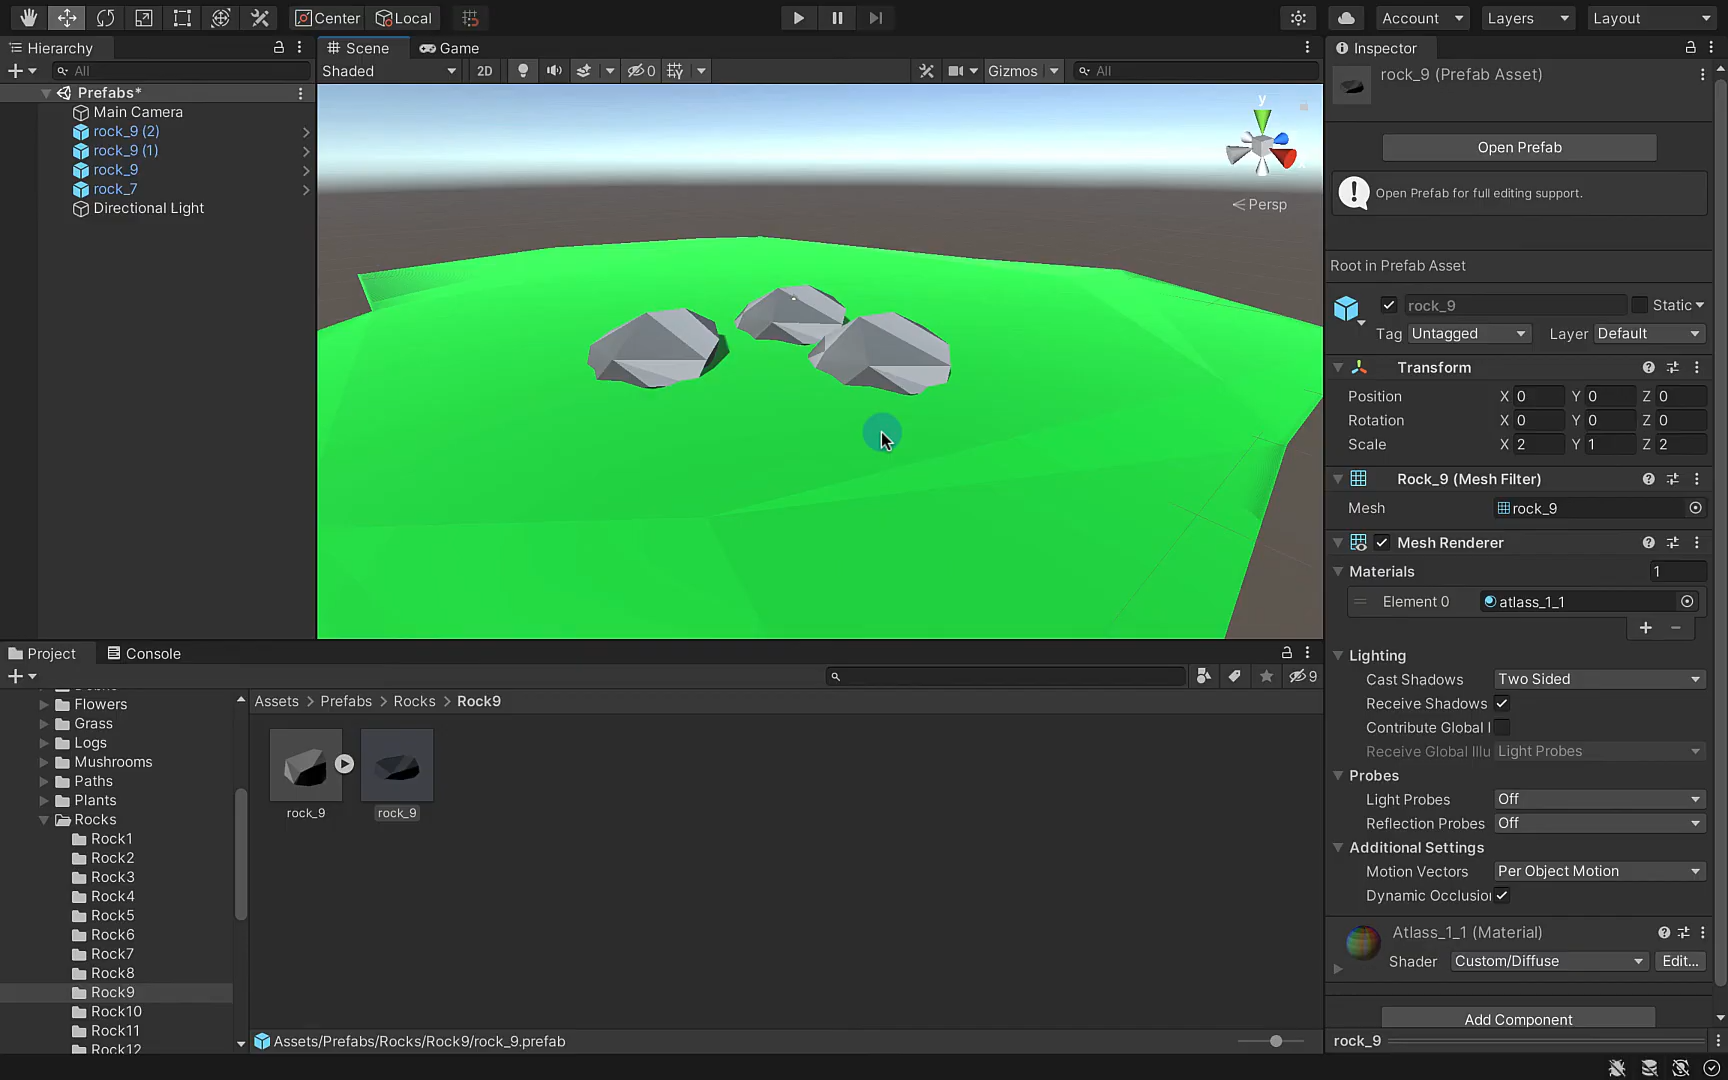 Center
Local
Account
Layers
Layout
Hierarchy
Scene
Game
Inspector
All
Shaded
2D
0
Gizmos
All
rock_9 (Prefab Asset)
Prefabs*
Main Camera
rock_9 (2)
rock_9 (1)
rock_9
rock_7
Directional Light
y
Persp
Open Prefab
Open Prefab for full editing support.
Root in Prefab Asset
rock_9
Static
Tag Untagged
Layer Default
Transform
Position X 0 Y 0 Z 0
Rotation X 0 Y 0 Z 0
Scale X 2 Y 1 Z 2
Rock_9 (Mesh Filter)
Mesh rock_9
Mesh Renderer
Materials 1
Element 0 atlass_1_1
Lighting
Cast Shadows Two Sided
Receive Shadows
Contribute Global I
Receive Global Illu Light Probes
Probes
Light Probes Off
Reflection Probes Off
Additional Settings
Motion Vectors Per Object Motion
Dynamic Occlusion
Atlass_1_1 (Material)
Shader Custom/Diffuse Edit...
Add Component
rock_9
Project
Console
9
Flowers
Grass
Logs
Mushrooms
Paths
Plants
Rocks
Rock1
Rock2
Rock3
Rock4
Rock5
Rock6
Rock7
Rock8
Rock9
Rock10
Rock11
Rock12
Assets > Prefabs > Rocks > Rock9
rock_9
rock_9
Assets/Prefabs/Rocks/Rock9/rock_9.prefab